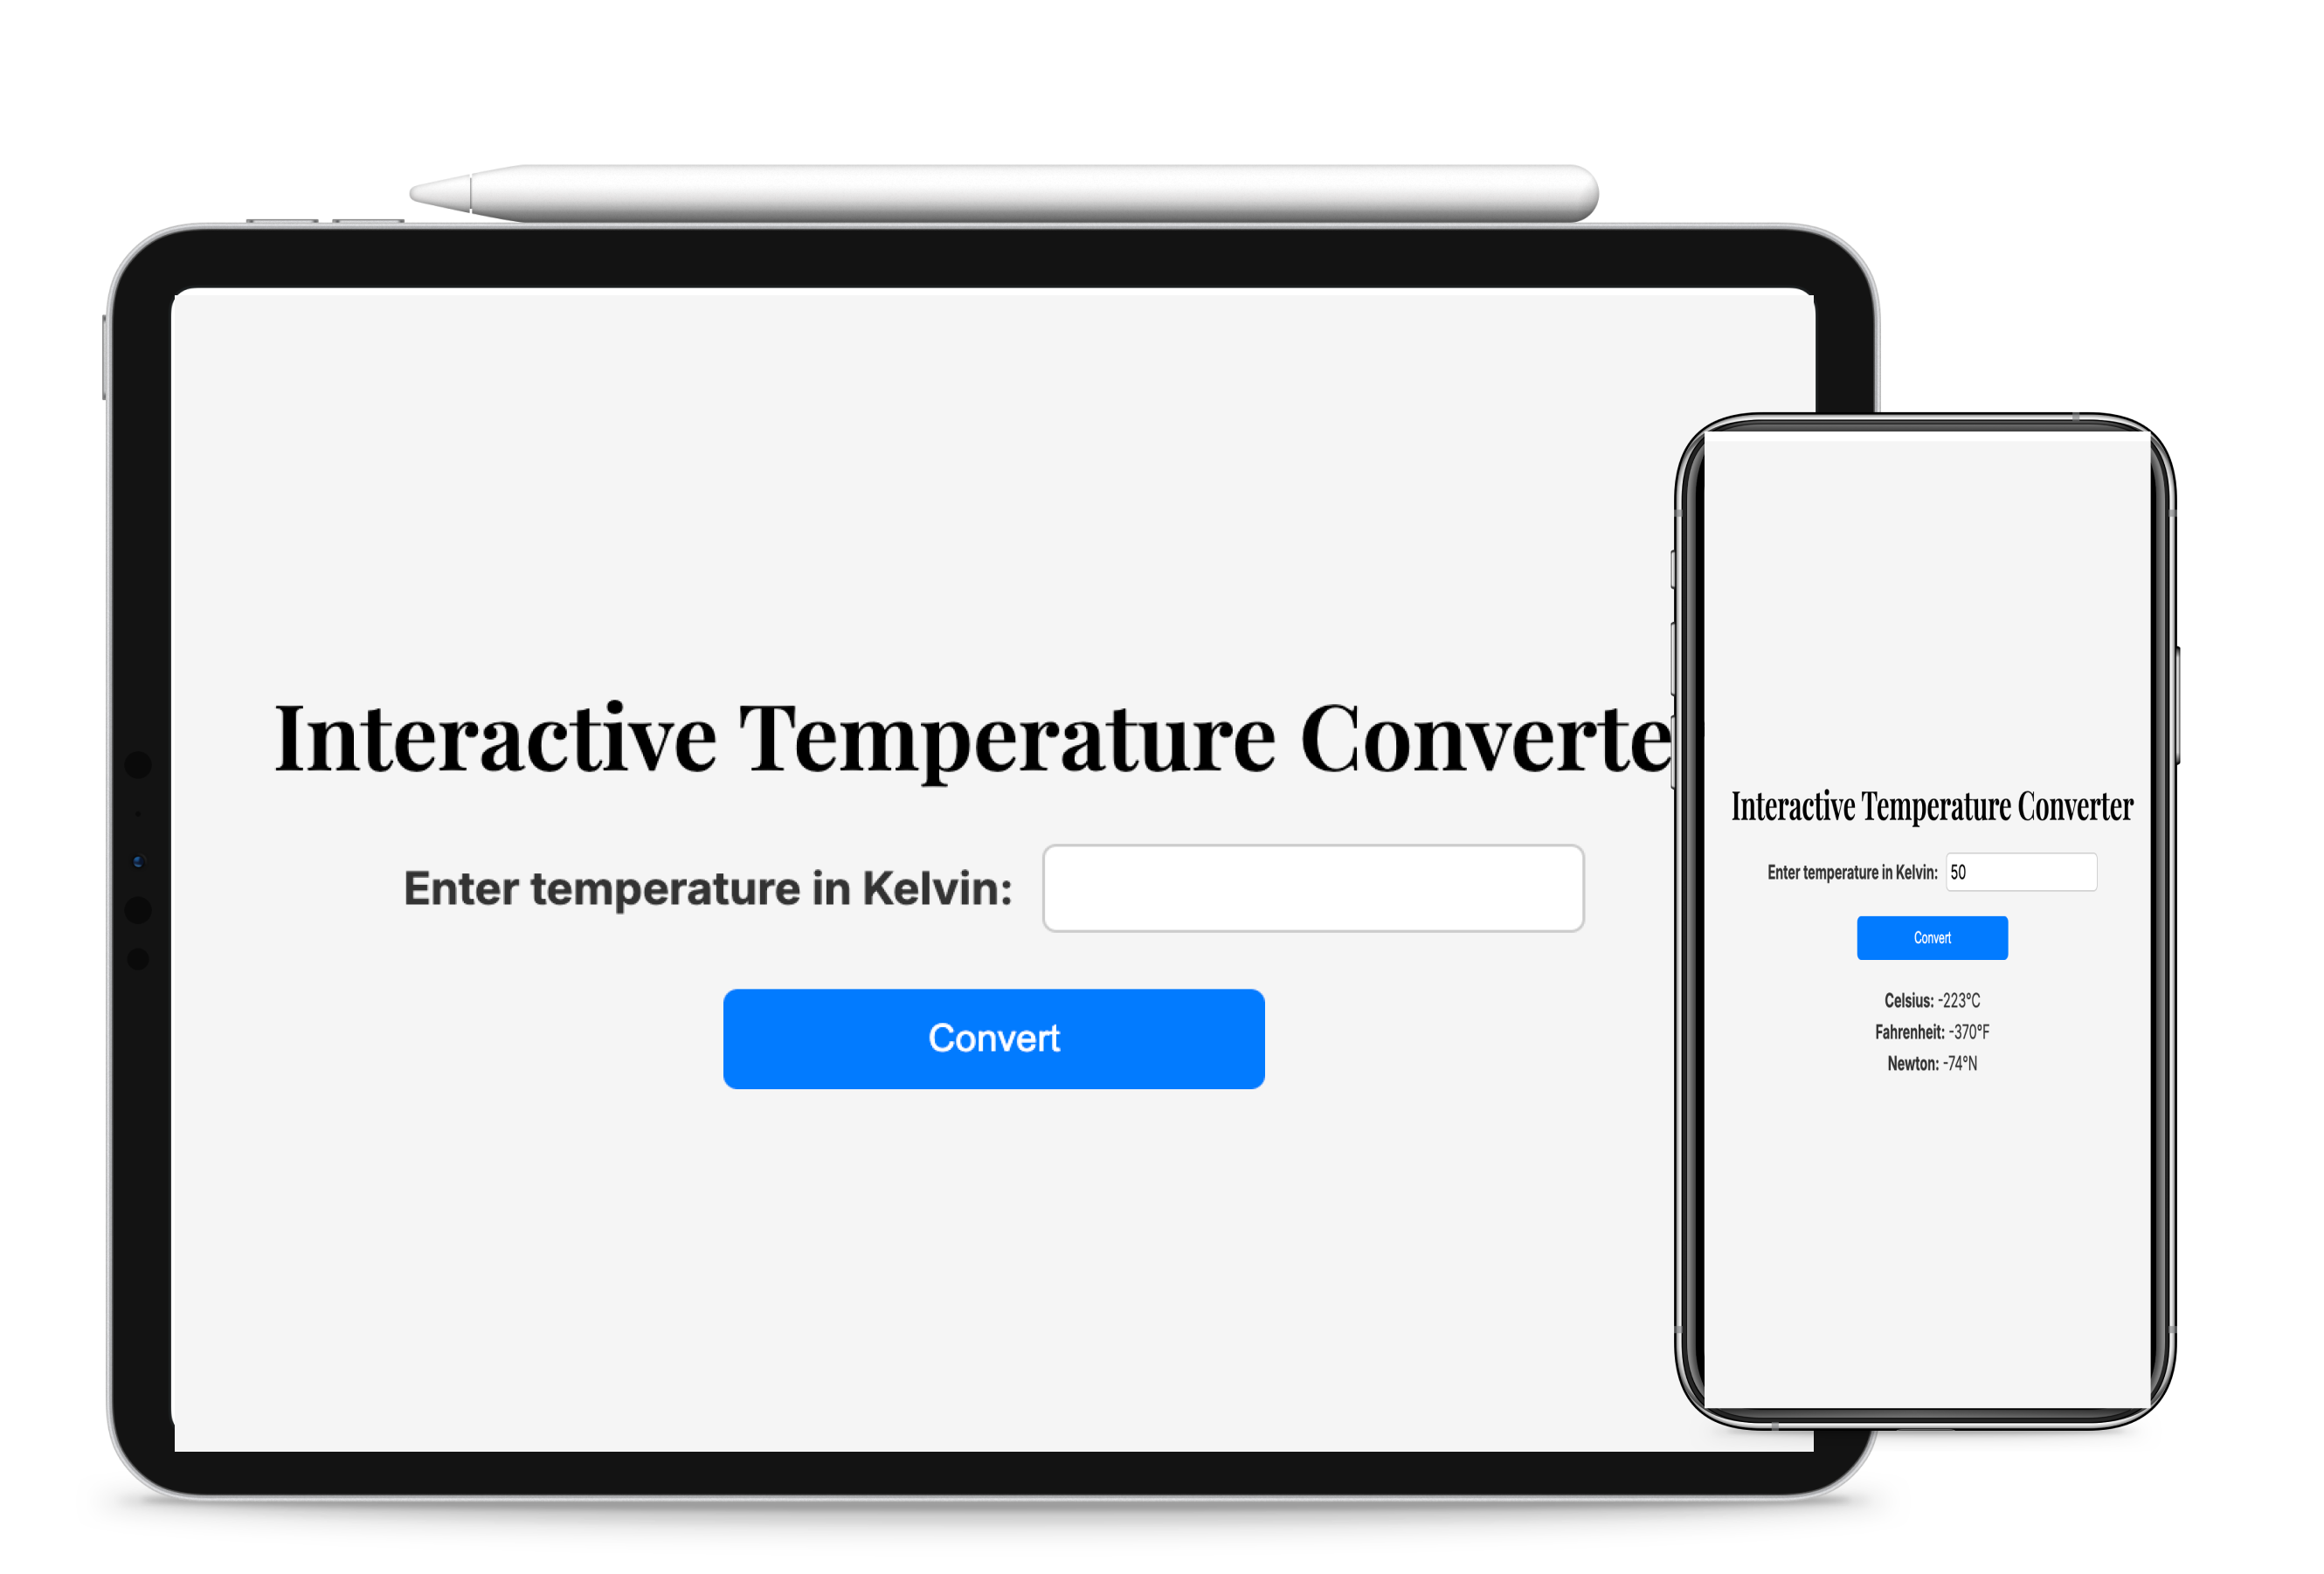 Interactive Temperature Converte
Enter temperature in Kelvin:
Convert
Interactive Temperature Converter
Enter temperature in Kelvin: 50
Convert
Celsius: -223°C
Fahrenheit: -370°F
Newton: -74°N